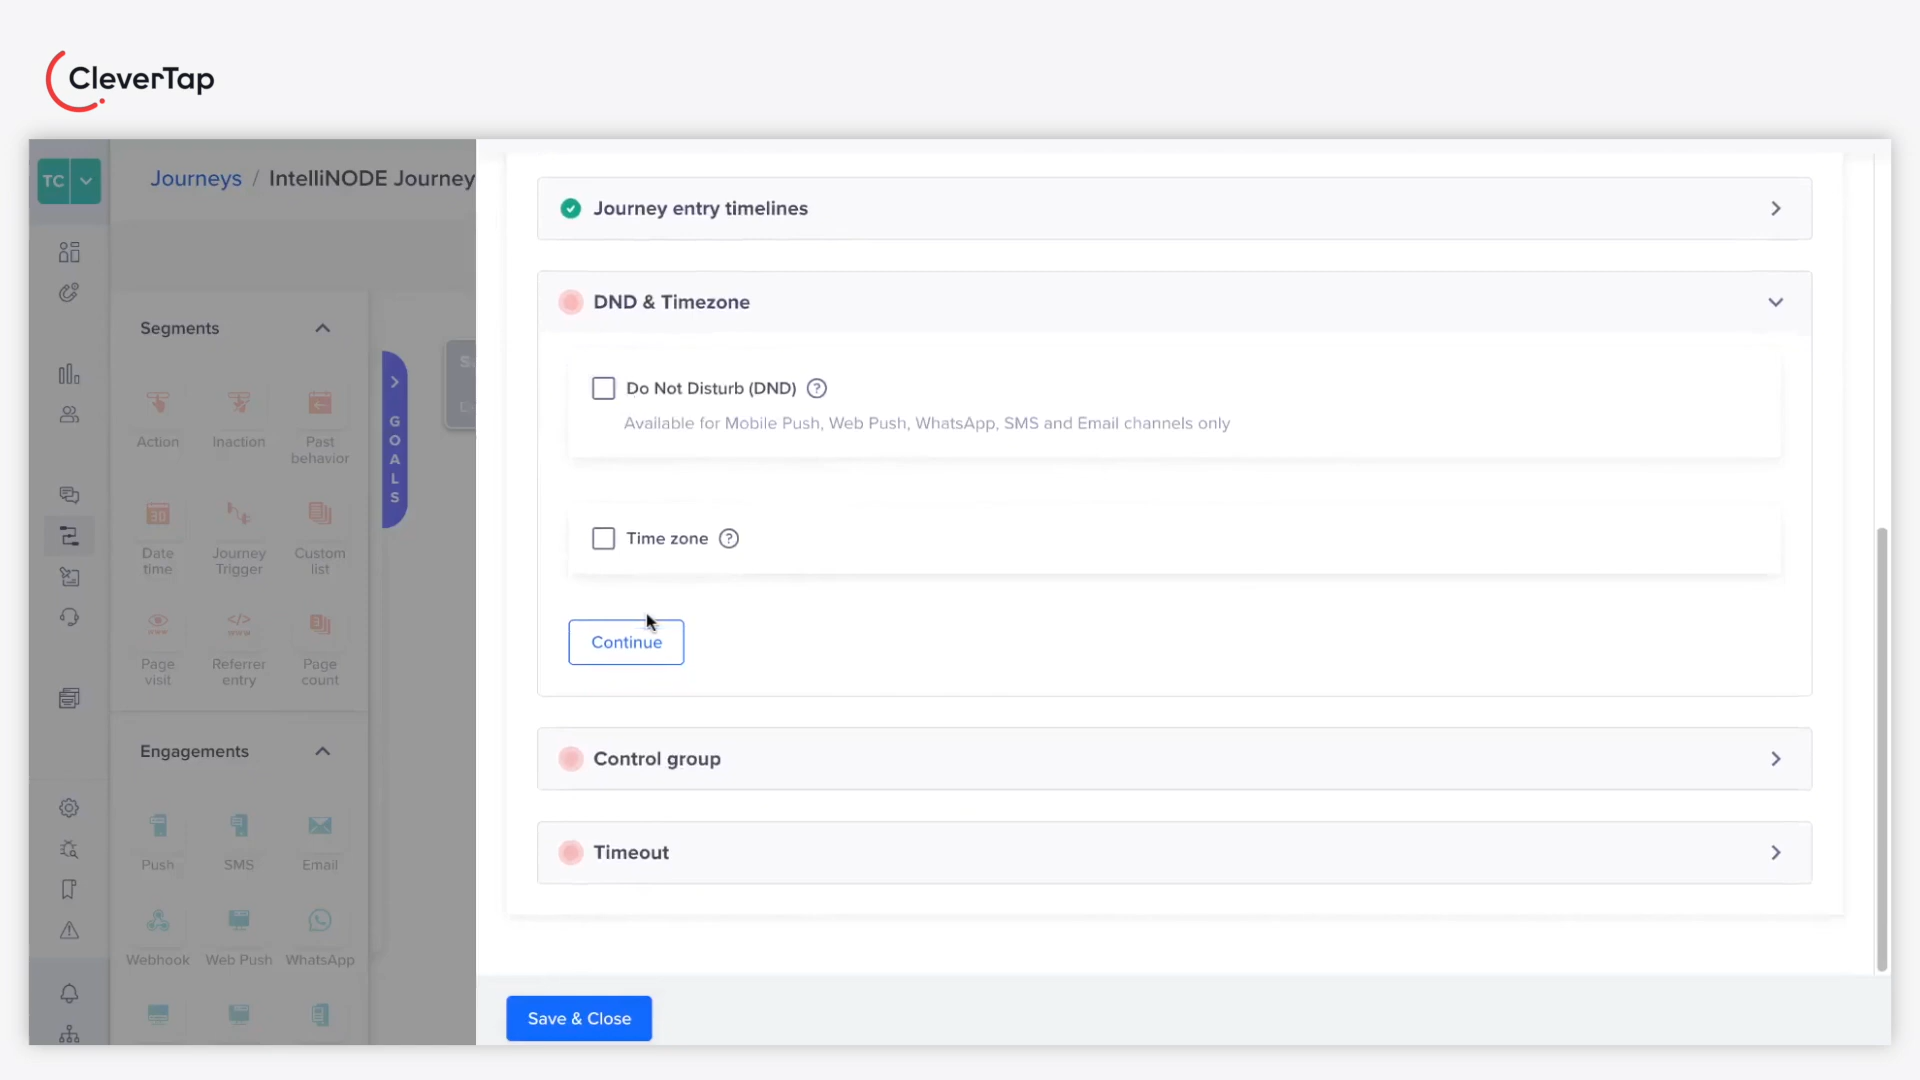 CleverTap
TC
Journeys / IntelliNODE Journey
Segments
Action
Inaction
Past behavior
Date time
Journey Trigger
Custom list
Page visit
Referrer entry
Page count
Engagements
Push
SMS
Email
Webhook
Web Push
WhatsApp
GOALS
Journey entry timelines
DND & Timezone
Do Not Disturb (DND) ?
Available for Mobile Push, Web Push, WhatsApp, SMS and Email channels only
Time zone ?
Continue
Control group
Timeout
Save & Close